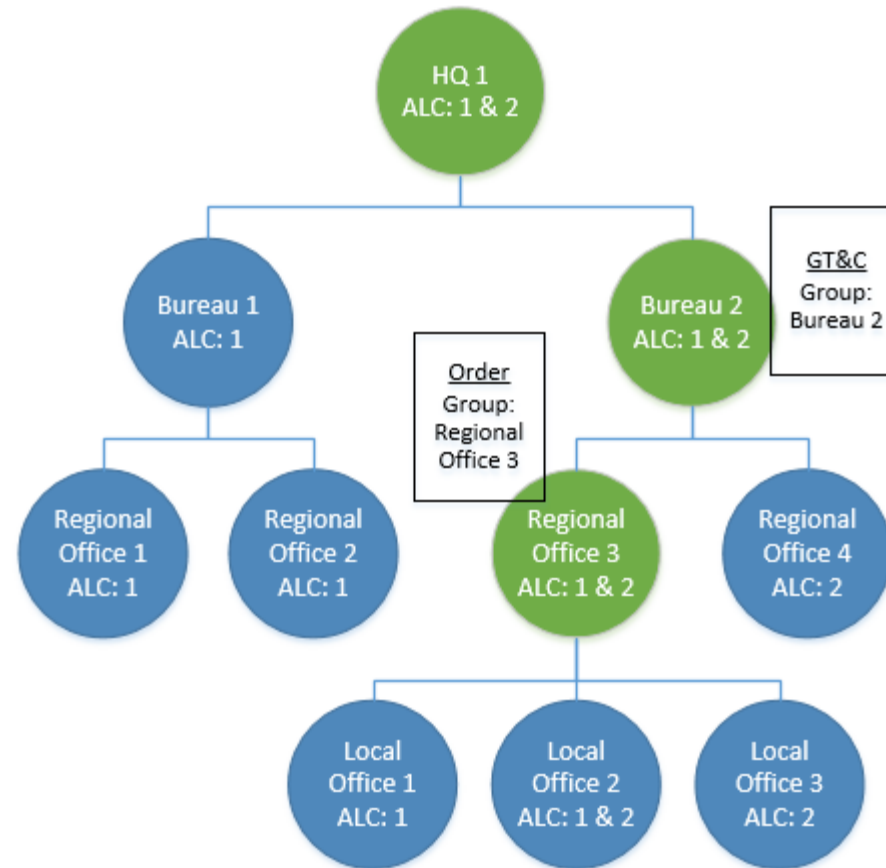 HQ 1
ALC: 1 & 2
Bureau 1
ALC: 1
Bureau 2
ALC: 1 & 2
GT&C
Group:
Bureau 2
Order
Group:
Regional
Office 3
Regional
Office 1
ALC: 1
Regional
Office 2
ALC: 1
Regional
Office 3
ALC: 1 & 2
Regional
Office 4
ALC: 2
Local
Office 1
ALC: 1
Local
Office 2
ALC: 1 & 2
Local
Office 3
ALC: 2